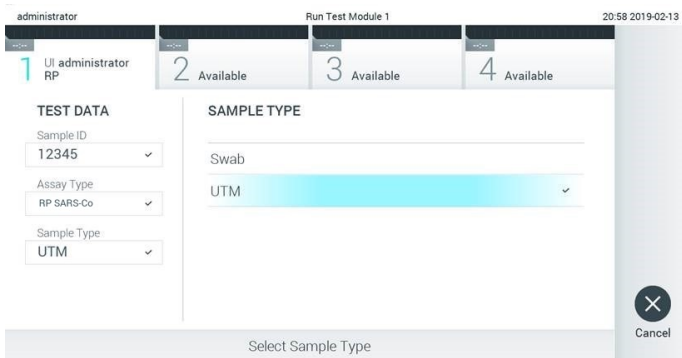 administrator
Run Test Module 1
20:58 2019-02-13
--:--
--:--
--:--
--:--
1 UI administrator
RP
2 Available
3 Available
4 Available
TEST DATA
Sample ID
12345
Assay Type
RP SARS-Co
Sample Type
UTM
SAMPLE TYPE
Swab
UTM
Cancel
Select Sample Type